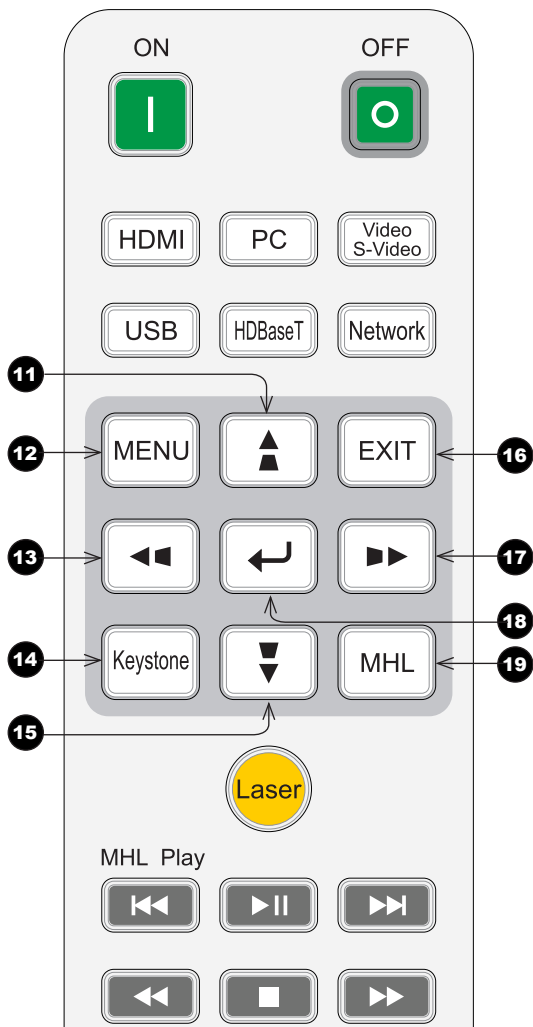 ON OFF
HDMI PC Video
S-Video
USB HDBaseT Network
11
12 MENU EXIT 16
13 17
18
14 Keystone MHL 19
15
Laser
MHL Play